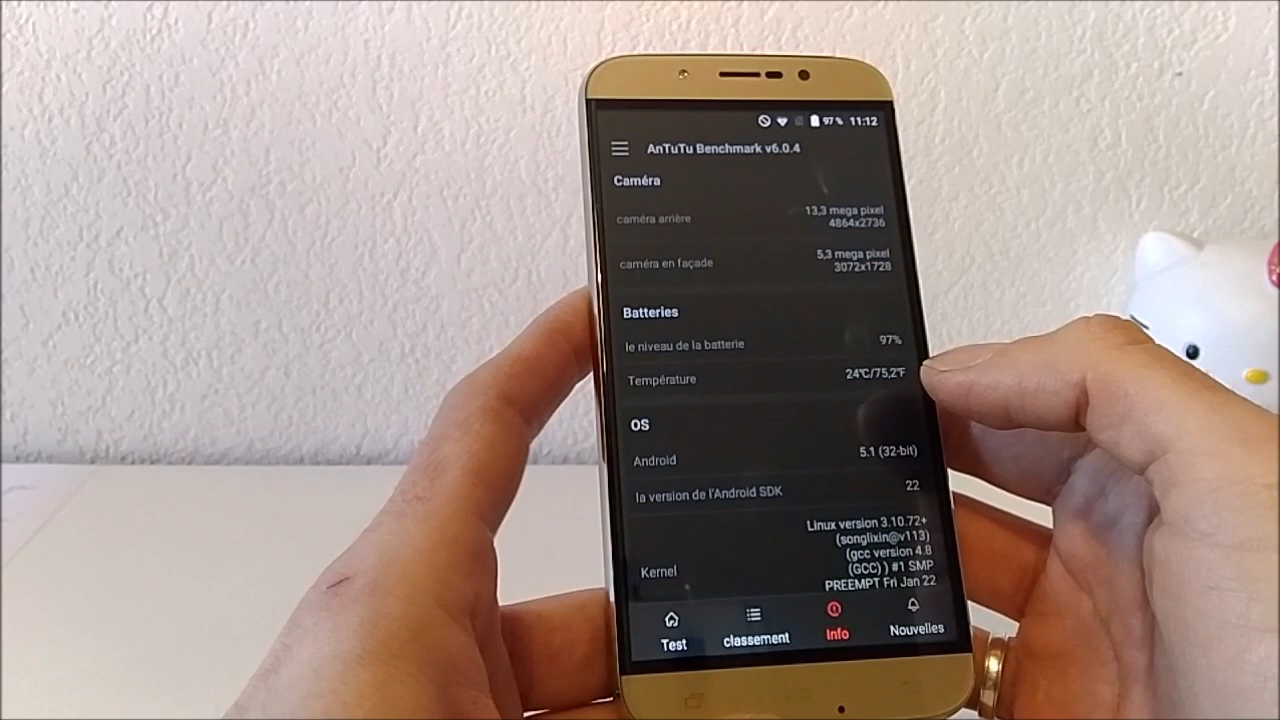 97 % 11:12
AnTuTu Benchmark v6.0.4
Caméra
caméra arrière
13,3 mega pixel
4864x2736
caméra en façade
5,3 mega pixel
3072x1728
Batteries
le niveau de la batterie 97%
Température 24℃/75,2℉
OS
Android 5.1 (32-bit)
la version de l'Android SDK 22
Kernel
Linux version 3.10.72+
(songlixin@v113)
(gcc version 4.8
(GCC) ) #1 SMP
PREEMPT Fri Jan 22
Test classement Info Nouvelles